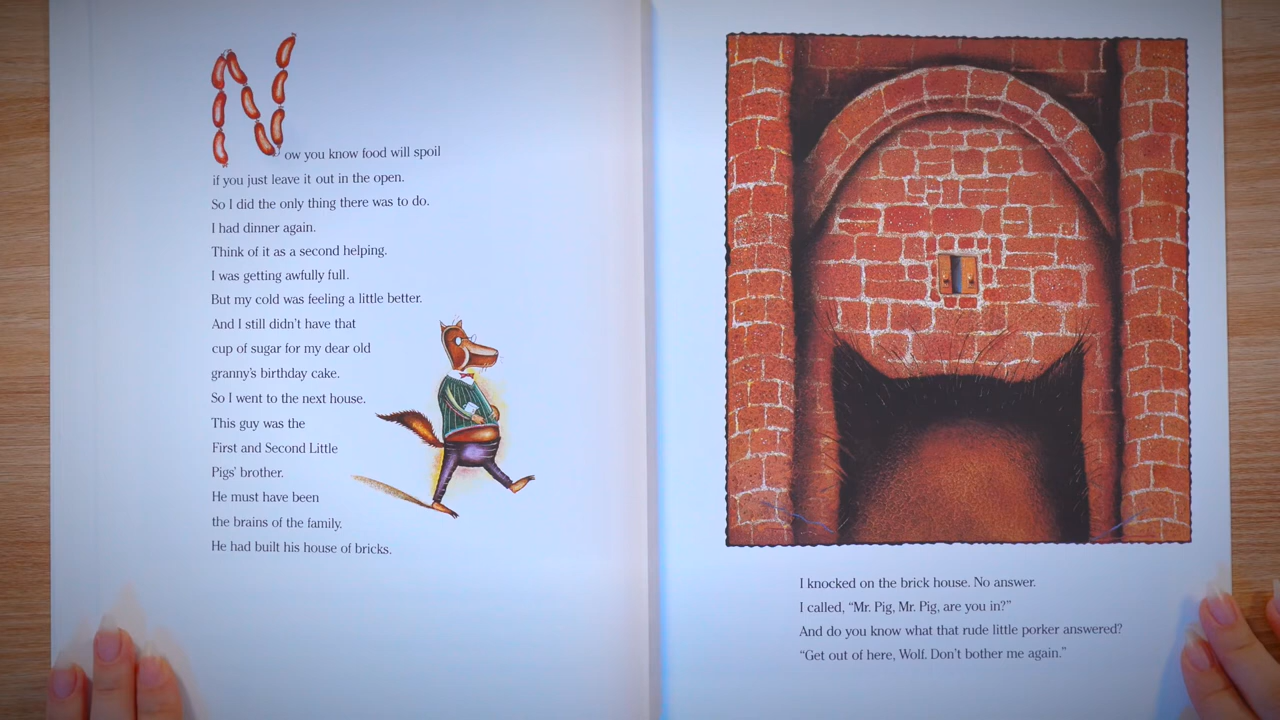 Now you know food will spoil
if you just leave it out in the open.
So I did the only thing there was to do.
I had dinner again.
Think of it as a second helping.
I was getting awfully full.
But my cold was feeling a little better.
And I still didn't have that
cup of sugar for my dear old
granny's birthday cake.
So I went to the next house.
This guy was the
First and Second Little
Pigs' brother.
He must have been
the brains of the family.
He had built his house of bricks.
I knocked on the brick house. No answer.
I called, “Mr. Pig, Mr. Pig, are you in?”
And do you know what that rude little porker answered?
“Get out of here, Wolf. Don't bother me again.”